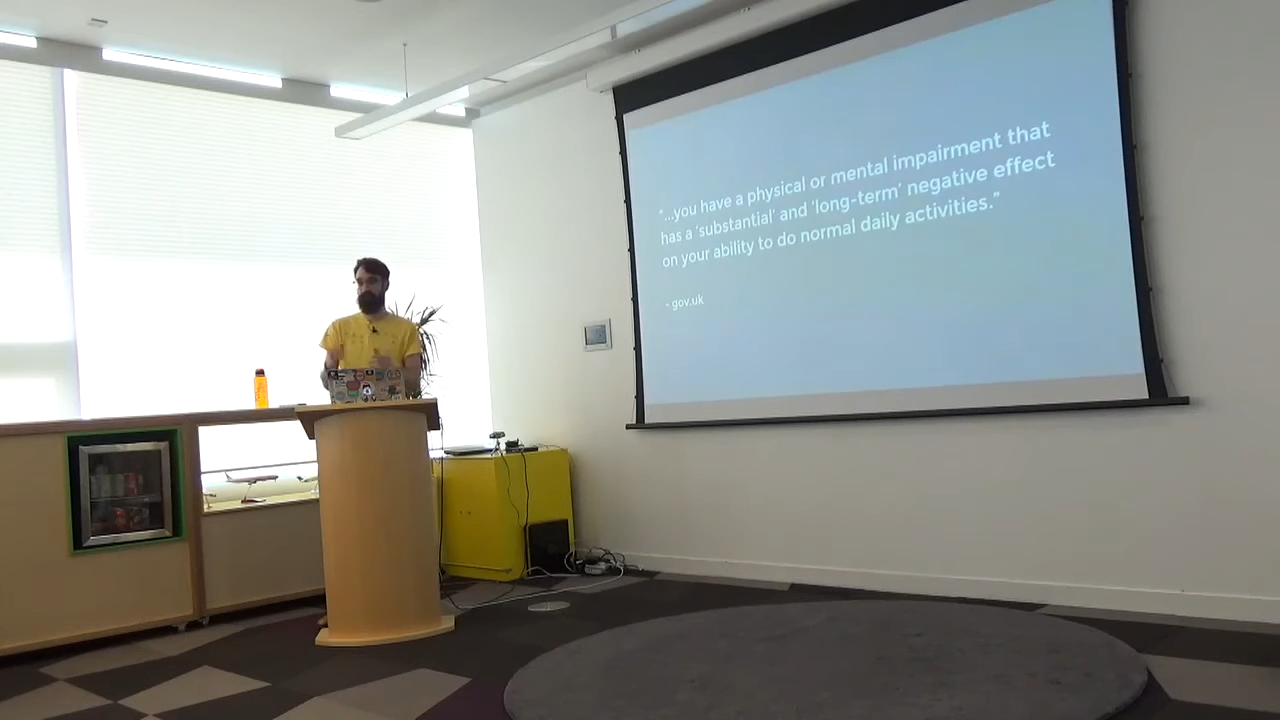 “...you have a physical or mental impairment that
has a ‘substantial’ and ‘long-term’ negative effect
on your ability to do normal daily activities.”
- gov.uk